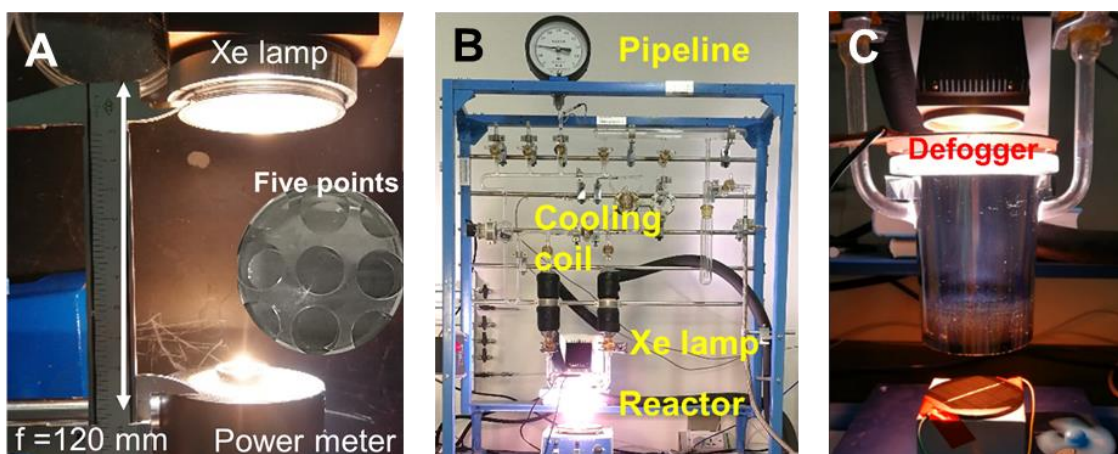 A
Xe lamp
Five points
f =120 mm
Power meter
B
Pipeline
Cooling
coil
Xe lamp
Reactor
C
Defogger